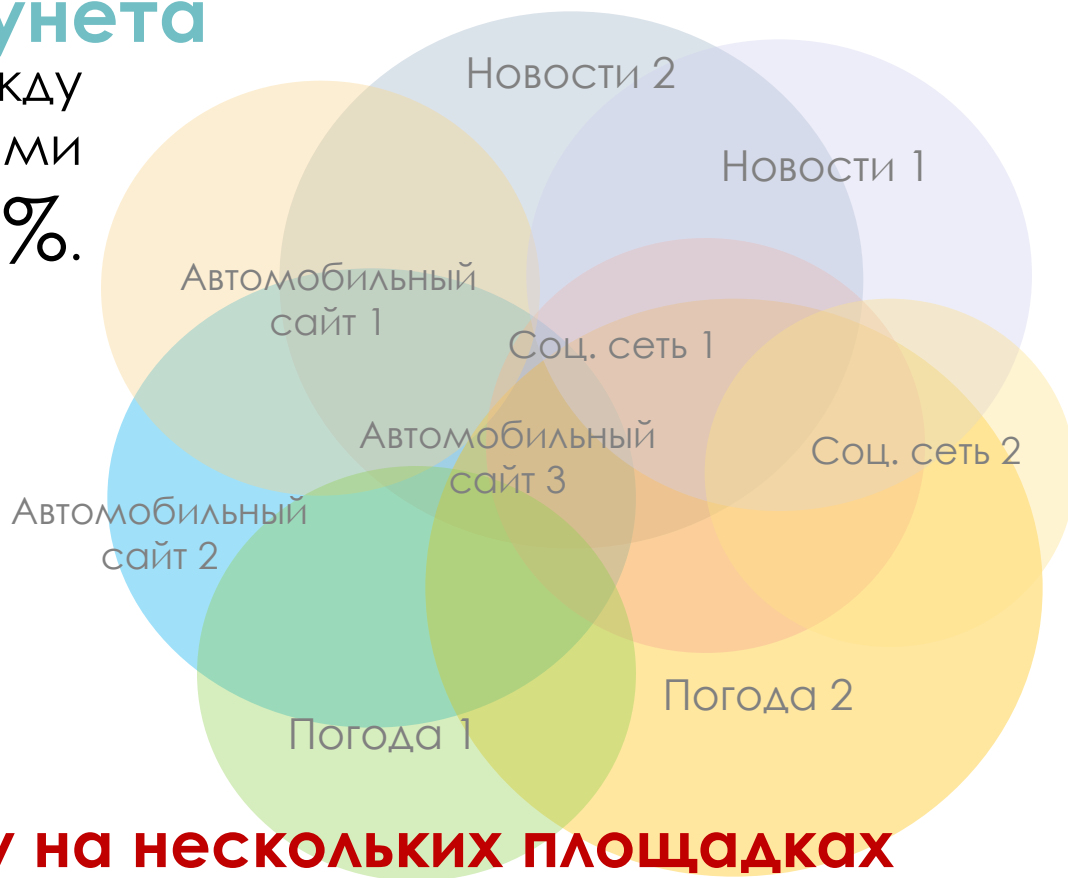 унета
жду
Новости 2
ми
Новости 1
%.
Автомобильный
сайт 1
Соц. сеть 1
Автомобильный
сайт 3
Соц. сеть 2
Автомобильный
сайт 2
Погода 2
Погода 1
у на нескольких площадках